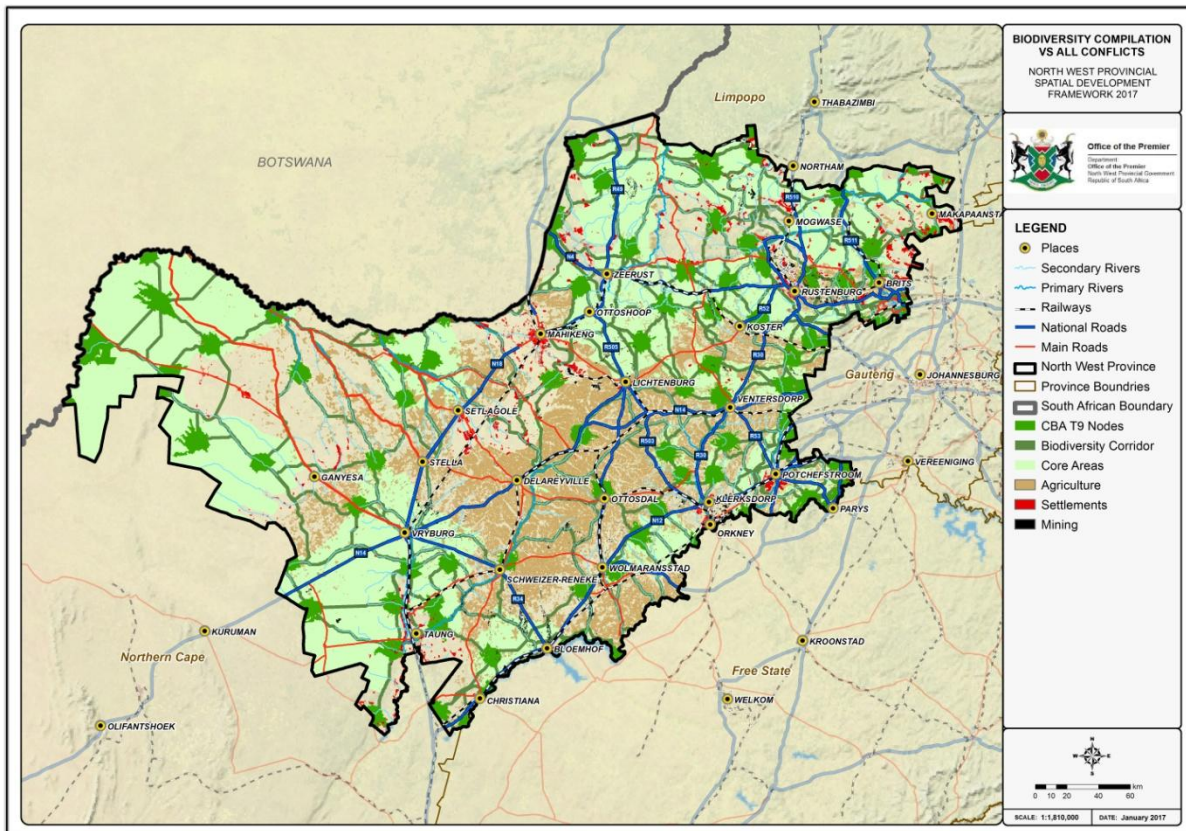 BIODIVERSITY COMPILATION
VS ALL CONFLICTS
NORTH WEST PROVINCIAL
SPATIAL DEVELOPMENT
FRAMEWORK 2017
Office of the Premier
Department
Office of the Premier
North West Provincial Government
Republic of South Africa
LEGEND
Places
Secondary Rivers
Primary Rivers
Railways
National Roads
Main Roads
North West Province
Province Boundries
South African Boundary
CBA T9 Nodes
Biodiversity Corridor
Core Areas
Agriculture
Settlements
Mining
N
W E
S
km
0 10 20 40 60
SCALE: 1:1,810,000 DATE: January 2017
Limpopo
THABAZIMBI
BOTSWANA
NORTHAM
R49
R510
MAKAPAANSTA
MOGWASE
R511
N4
ZEERUST
BRITS
RUSTENBURG
OTTOSHOOP
R52
KOSTER
MAHIKENG
R505
R30
N18
Gauteng
JOHANNESBURG
LICHTENBURG
VENTERSDORP
SETLAGOLE
N14
R503
R53
STELLA
R30
VEREENIGING
GANYESA
DELAREYVILLE
POTCHEFSTROOM
OTTOSDAL
KLERKSDORP
PARYS
N12
ORKNEY
VRYBURG
N14
SCHWEIZER-RENEKE
WOLMARANSSTAD
R34
KURUMAN
TAUNG
KROONSTAD
BLOEMHOF
Northern Cape
Free State
CHRISTIANA
WELKOM
OLIFANTSHOEK